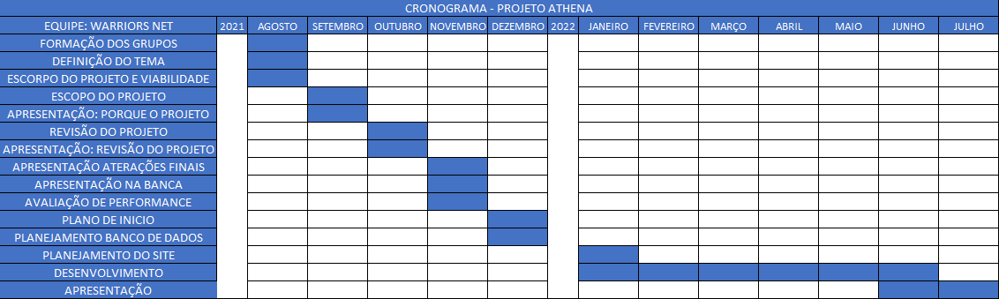 CRONOGRAMA - PROJETO ATHENA
EQUIPE: WARRIORS NET 2021 AGOSTO SETEMBRO OUTUBRO NOVEMBRO DEZEMBRO 2022 JANEIRO FEVEREIRO MARÇO ABRIL MAIO JUNHO JULHO
FORMAÇÃO DOS GRUPOS
DEFINIÇÃO DO TEMA
ESCORPO DO PROJETO E VIABILIDADE
ESCOPO DO PROJETO
APRESENTAÇÃO: PORQUE O PROJETO
REVISÃO DO PROJETO
APRESENTAÇÃO: REVISÃO DO PROJETO
APRESENTAÇÃO ATERAÇÕES FINAIS
APRESENTAÇÃO NA BANCA
AVALIAÇÃO DE PERFORMANCE
PLANO DE INICIO
PLANEJAMENTO BANCO DE DADOS
PLANEJAMENTO DO SITE
DESENVOLVIMENTO
APRESENTAÇÃO